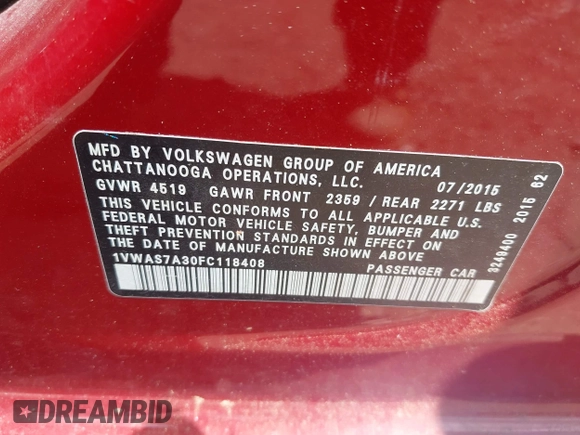 MFD BY VOLKSWAGEN GROUP OF AMERICA
CHATTANOOGA OPERATIONS, LLC. 07/2015
GVWR 4519 GAWR FRONT 2359 / REAR 2271 LBS
THIS VEHICLE CONFORMS TO ALL APPLICABLE U.S.
FEDERAL MOTOR VEHICLE SAFETY, BUMPER AND
THEFT PREVENTION STANDARDS IN EFFECT ON
THE DATE OF MANUFACTURE SHOWN ABOVE
1VWAS7A30FC118408 PASSENGER CAR
3249400 2015 62
DREAMBID